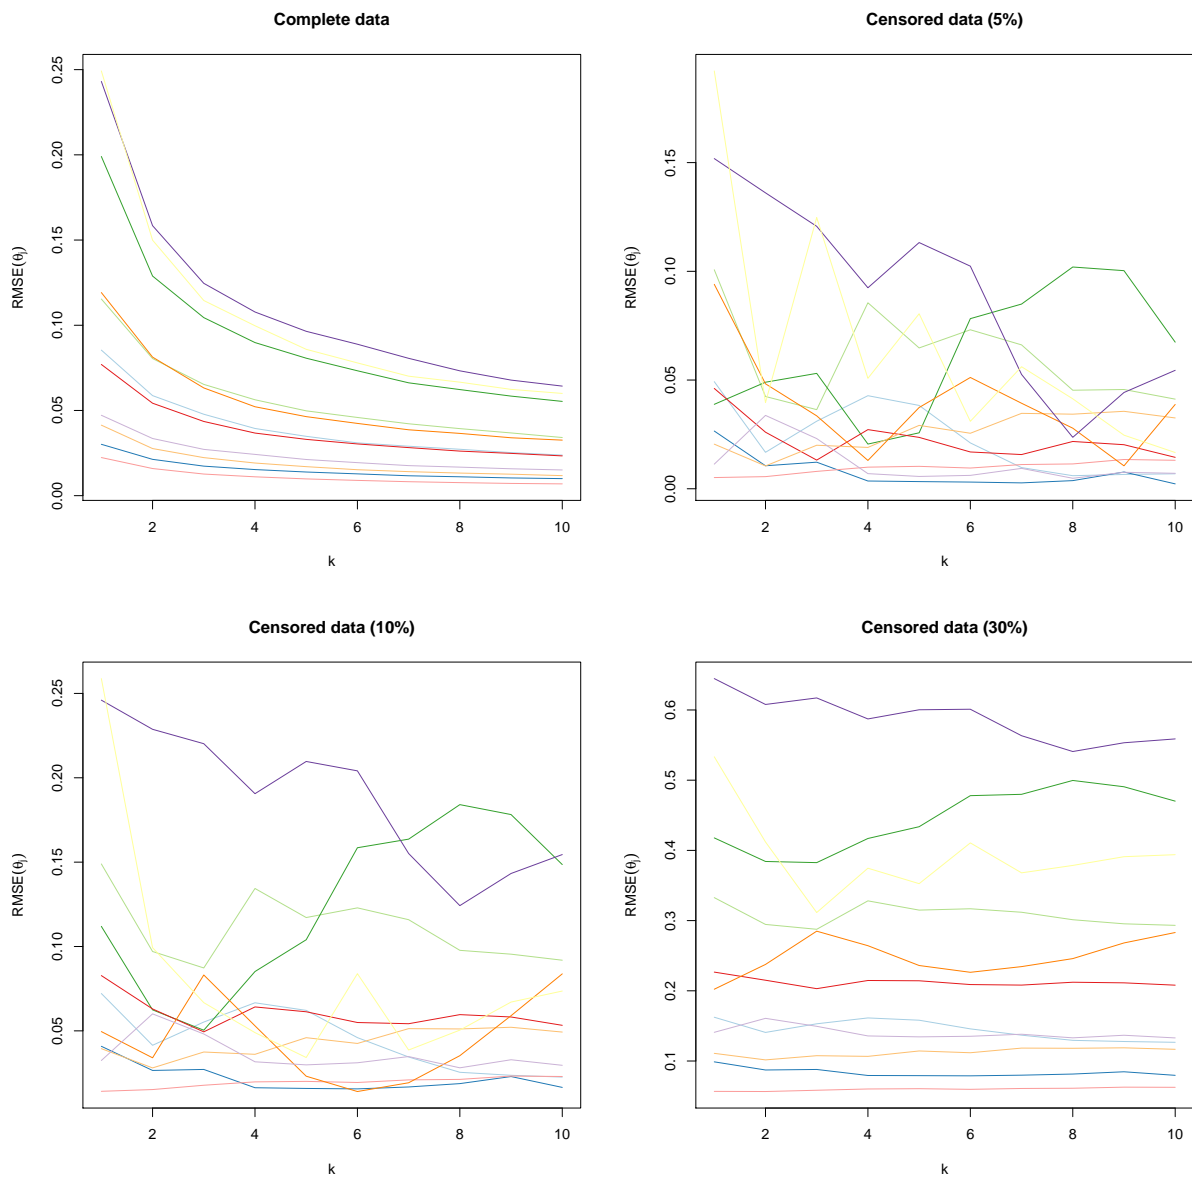 Complete data
RMSE(θj)
0.00 0.05 0.10 0.15 0.20 0.25
2 4 6 8 10
k
Censored data (5%)
RMSE(θj)
0.00 0.05 0.10 0.15
2 4 6 8 10
k
Censored data (10%)
RMSE(θj)
0.05 0.10 0.15 0.20 0.25
2 4 6 8 10
k
Censored data (30%)
RMSE(θj)
0.1 0.2 0.3 0.4 0.5 0.6
2 4 6 8 10
k